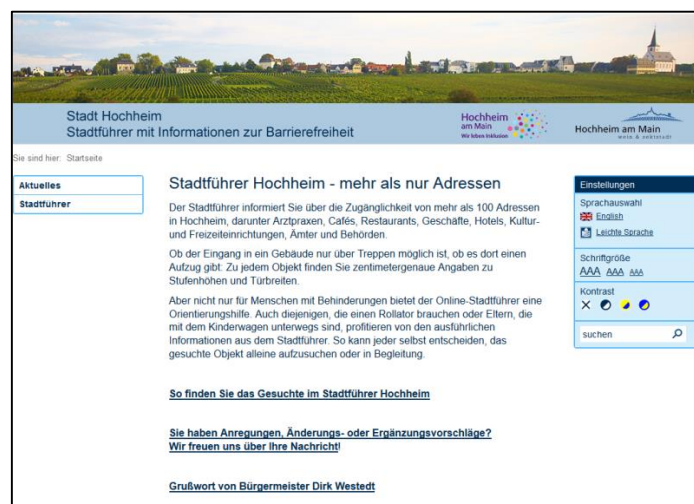 Stadt Hochheim
Stadtführer mit Informationen zur Barrierefreiheit
Hochheim
am Main
Wir leben Inklusion
Hochheim am Main
wein & sektstadt
Sie sind hier: Startseite
Aktuelles
Stadtführer
Stadtführer Hochheim - mehr als nur Adressen
Der Stadtführer informiert Sie über die Zugänglichkeit von mehr als 100 Adressen
in Hochheim, darunter Arztpraxen, Cafés, Restaurants, Geschäfte, Hotels, Kultur-
und Freizeiteinrichtungen, Ämter und Behörden.
Ob der Eingang in ein Gebäude nur über Treppen möglich ist, ob es dort einen
Aufzug gibt: Zu jedem Objekt finden Sie zentimetergenaue Angaben zu
Stufenhöhen und Türbreiten.
Aber nicht nur für Menschen mit Behinderungen bietet der Online-Stadtführer eine
Orientierungshilfe. Auch diejenigen, die einen Rollator brauchen oder Eltern, die
mit dem Kinderwagen unterwegs sind, profitieren von den ausführlichen
Informationen aus dem Stadtführer. So kann jeder selbst entscheiden, das
gesuchte Objekt alleine aufzusuchen oder in Begleitung.
So finden Sie das Gesuchte im Stadtführer Hochheim
Sie haben Anregungen, Änderungs- oder Ergänzungsvorschläge?
Wir freuen uns über Ihre Nachricht!
Grußwort von Bürgermeister Dirk Westedt
Einstellungen
Sprachauswahl
English
Leichte Sprache
Schriftgröße
AAA AAA AAA
Kontrast
suchen